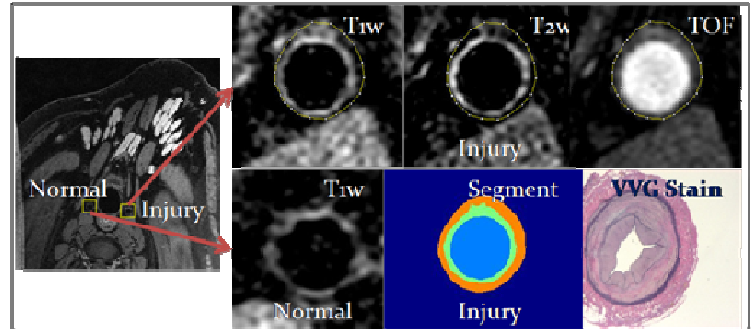 T1w
T2w
TOF
Injury
Normal
Injury
T1w
Segment
VVG Stain
Normal
Injury